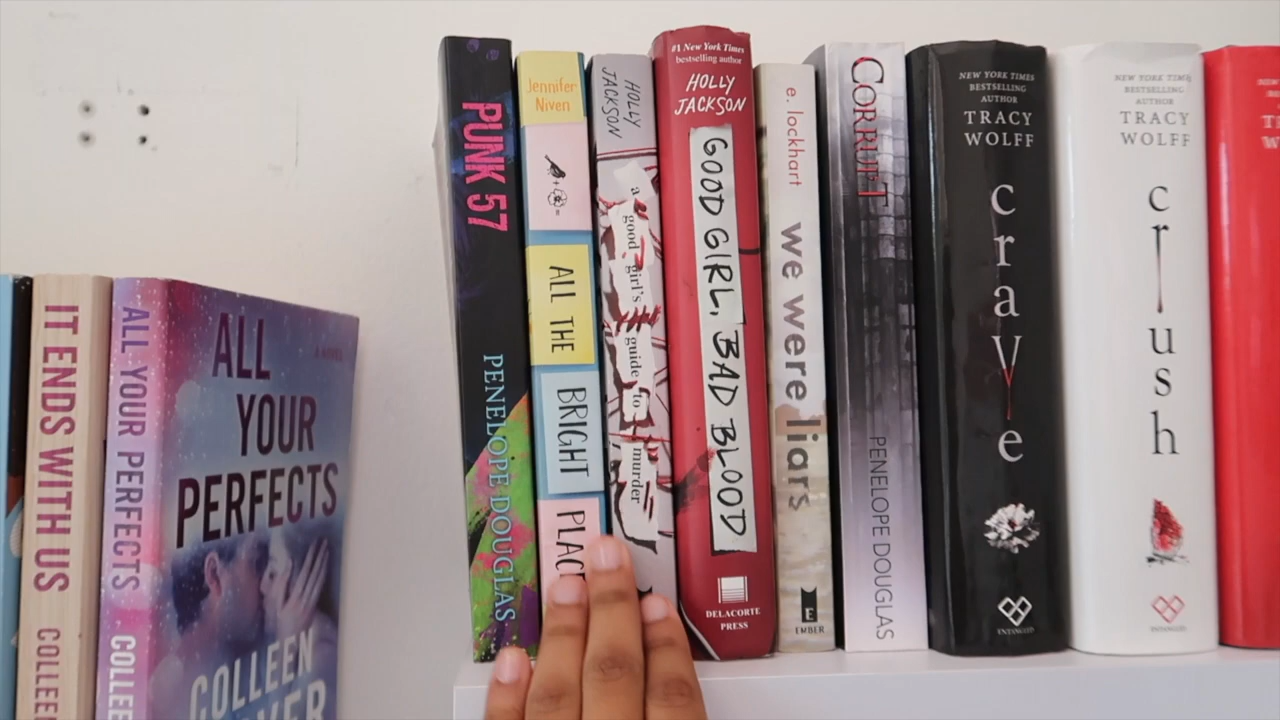 IT ENDS WITH US
COLLEE
ALL YOUR PERFECTS
COLLE
ALL
YOUR
PERFECTS
A NOVEL
COLLEEN
OVER
PUNK 57
PENELOPE DOUGLAS
Jennifer
Niven
ALL THE
BRIGHT
PLAC
HOLLY
JACKSON
a
good
girl's
guide
to
murder
#1 New York Times
bestselling author
HOLLY
JACKSON
GOOD GIRL, BAD BLOOD
DELACORTE
PRESS
e. lockhart
we were liars
E
EMBER
CORRUPT
PENELOPE DOUGLAS
NEW YORK TIMES
BESTSELLING
AUTHOR
TRACY
WOLFF
crave
ENTANGLED
NEW YORK TIMES
BESTSELLING
AUTHOR
TRACY
WOLFF
crush
ENTANGLED